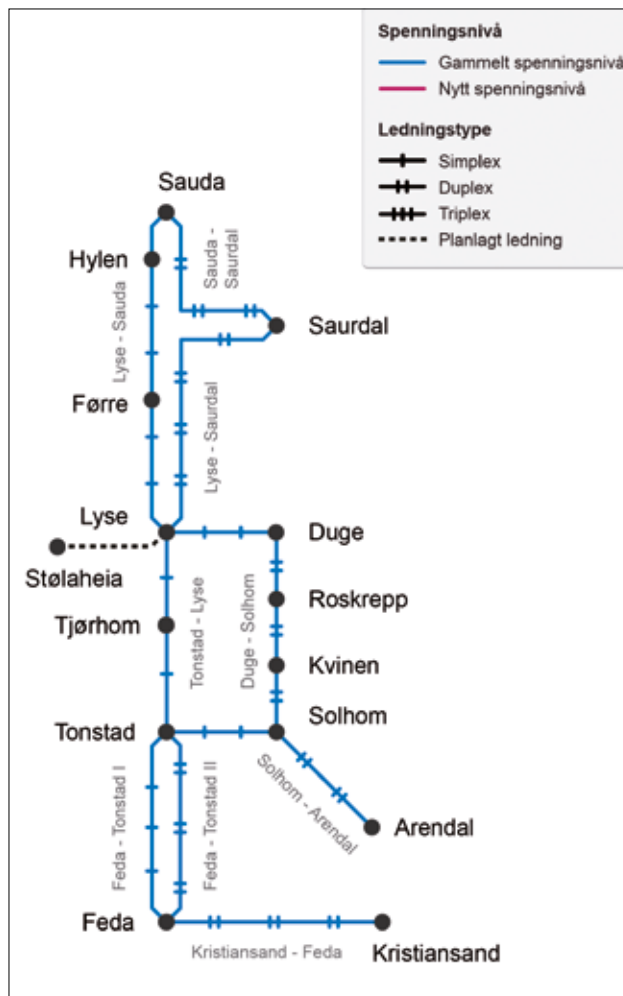 Spenningsnivå
Gammelt spenningsnivå
Nytt spenningsnivå
Ledningstype
Simplex
Duplex
Triplex
Planlagt ledning
Sauda
Hylen
Sauda -
Saurdal
Lyse - Sauda
Saurdal
Førre
Lyse - Saurdal
Lyse
Duge
Stølaheia
Roskrepp
Tjørhom
Tonstad - Lyse
Duge - Solhom
Kvinen
Solhom
Tonstad
Solhom - Arendal
Feda - Tonstad I
Feda - Tonstad II
Arendal
Feda
Kristiansand - Feda
Kristiansand